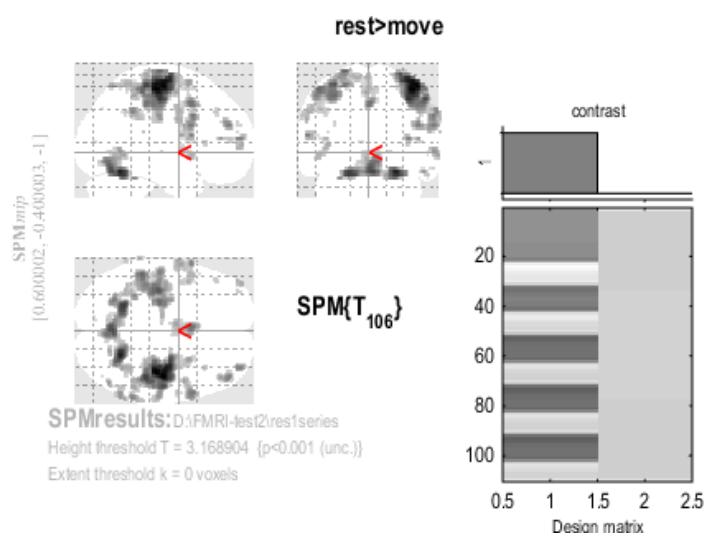 rest>move
SPMmip
[0.600002, -0.400003, -1]
<
<
<
SPM{T106}
contrast
1
20
40
60
80
100
0.5 1 1.5 2 2.5
Design matrix
SPMresults: D:\FMRI-test2\res1series
Height threshold T = 3.168904 {p<0.001 (unc.)}
Extent threshold k = 0 voxels